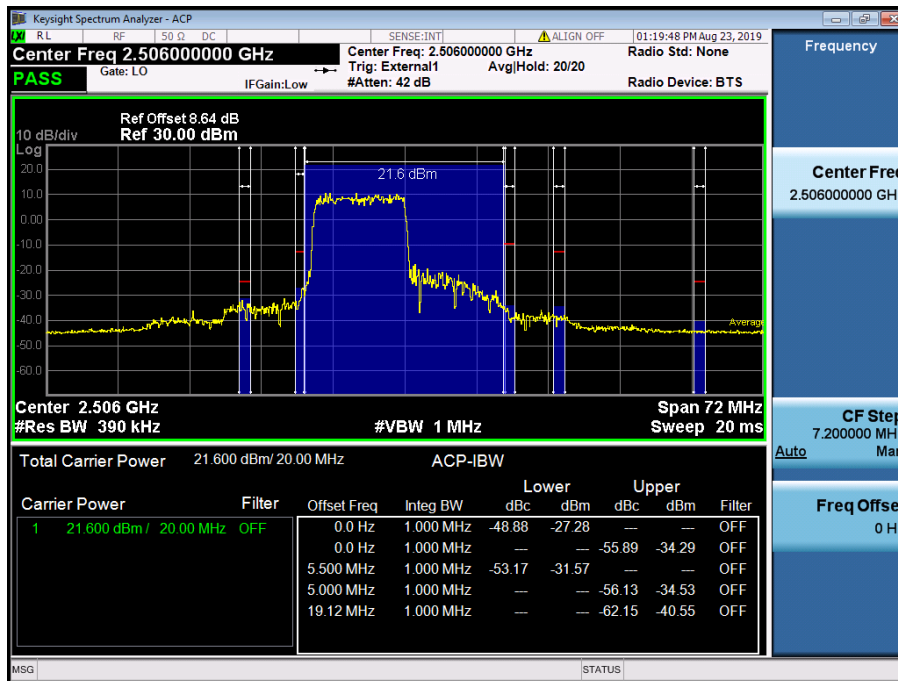 Keysight Spectrum Analyzer - ACP
LXI RL RF 50 Ω DC SENSE:INT ALIGN OFF 01:19:48 PM Aug 23, 2019
Center Freq 2.506000000 GHz Center Freq: 2.506000000 GHz Radio Std: None
Gate: LO Trig: External1 Avg|Hold: 20/20
PASS IFGain:Low #Atten: 42 dB Radio Device: BTS
Ref Offset 8.64 dB
10 dB/div Ref 30.00 dBm
Log
20.0
21.6 dBm
10.0
0.00
-10.0
-20.0
-30.0
-40.0
Average
-50.0
-60.0
Center 2.506 GHz Span 72 MHz
#Res BW 390 kHz #VBW 1 MHz Sweep 20 ms
Total Carrier Power 21.600 dBm/ 20.00 MHz ACP-IBW
Lower Upper
Carrier Power Filter Offset Freq Integ BW dBc dBm dBc dBm Filter
1 21.600 dBm / 20.00 MHz OFF 0.0 Hz 1.000 MHz -48.88 -27.28 --- --- OFF
0.0 Hz 1.000 MHz --- --- -55.89 -34.29 OFF
5.500 MHz 1.000 MHz -53.17 -31.57 --- --- OFF
5.000 MHz 1.000 MHz --- --- -56.13 -34.53 OFF
19.12 MHz 1.000 MHz --- --- -62.15 -40.55 OFF
MSG STATUS
Frequency
Center Fre
2.506000000 GH
CF Step
7.200000 MH
Auto Ma
Freq Offse
0 H